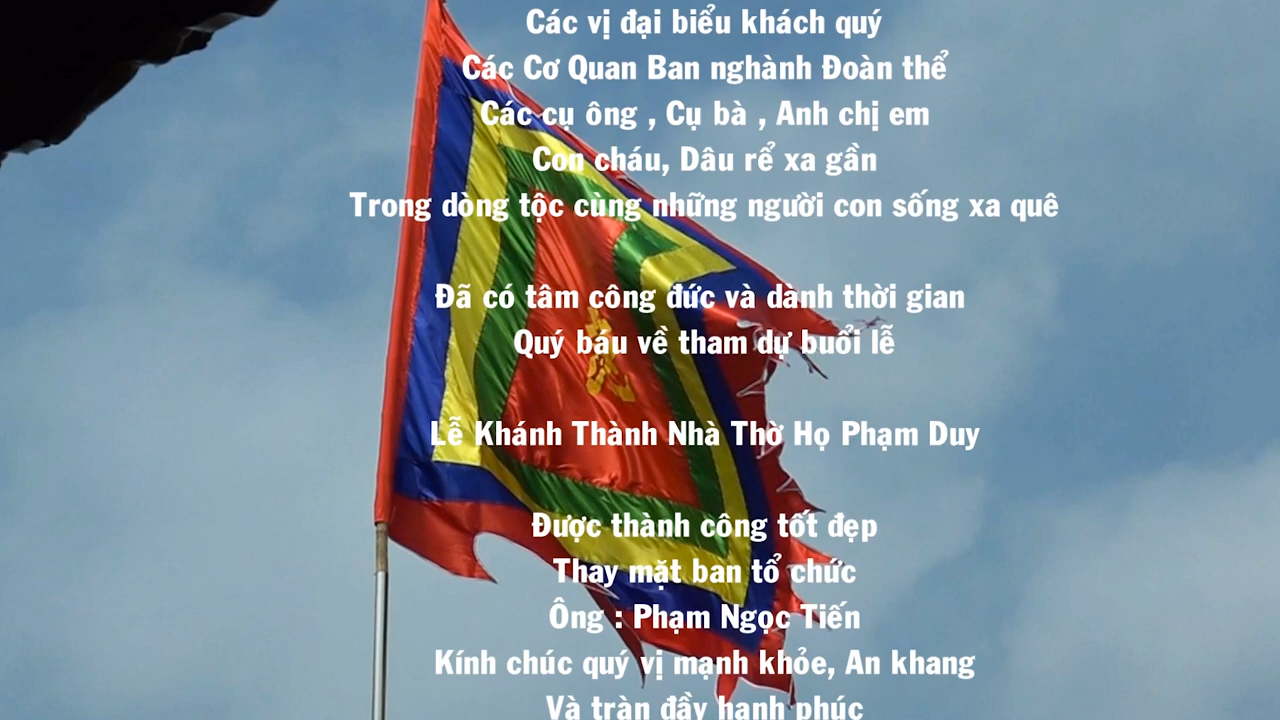 Các vị đại biểu khách quý
Các Cơ Quan Ban nghành Đoàn thể
Các cụ ông , Cụ bà , Anh chị em
Con cháu, Dâu rể xa gần
Trong dòng tộc cùng những người con sống xa quê
Đã có tâm công đức và dành thời gian
Quý báu về tham dự buổi lễ
Lễ Khánh Thành Nhà Thờ Họ Phạm Duy
Được thành công tốt đẹp
Thay mặt ban tổ chức
Ông : Phạm Ngọc Tiến
Kính chúc quý vị mạnh khỏe, An khang
Và tràn đầy hạnh phúc